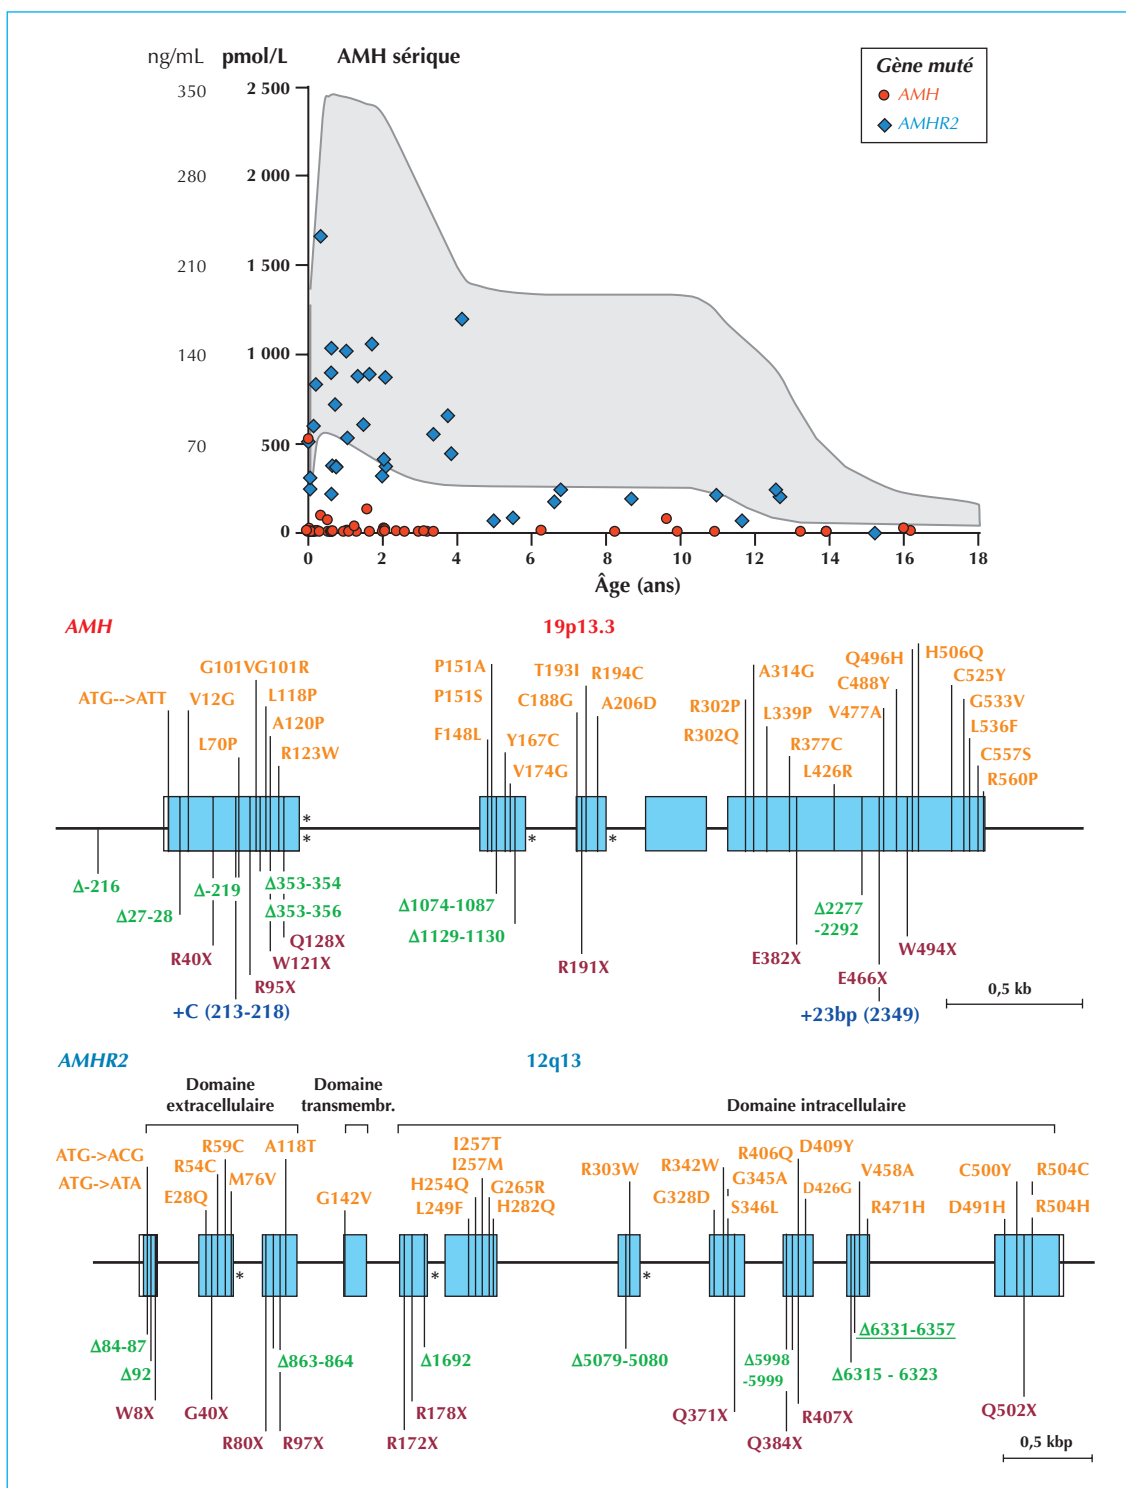 ng/mL pmol/L AMH sérique
Gène muté
AMH
AMHR2
350 2 500
280 2 000
210 1 500
140 1 000
70 500
0
0 2 4 6 8 10 12 14 16 18
Âge (ans)
AMH 19p13.3
G101V G101R
ATG-->ATT V12G L118P
A120P
L70P R123W
P151A
P151S
F148L
Y167C
V174G
T193I R194C
C188G A206D
A314G
R302P
L339P
R302Q
R377C
L426R
Q496H H506Q
C488Y C525Y
V477A G533V
L536F
C557S
R560P
*
*
*
*
Δ-216
Δ27-28
Δ-219
Δ353-354
Δ353-356
Q128X
R40X W121X
R95X
+C (213-218)
Δ1074-1087
Δ1129-1130
R191X
E382X
Δ2277
-2292
E466X
W494X
+23bp (2349)
0,5 kb
AMHR2 12q13
Domaine
extracellulaire
Domaine
transmembr.
Domaine intracellulaire
ATG->ACG R59C A118T
R54C
ATG->ATA M76V
E28Q
G142V
I257T
I257M
H254Q G265R
L249F H282Q
R303W
R342W
G345A
G328D S346L
R406Q D409Y
D426G
V458A
R471H
C500Y R504C
D491H R504H
*
*
*
Δ84-87
Δ92
W8X
G40X
Δ863-864
R80X R97X
Δ1692
R178X
R172X
Δ5079-5080
Q371X
Δ5998
-5999
R407X
Q384X
Δ6331-6357
Δ6315 - 6323
Q502X
0,5 kbp